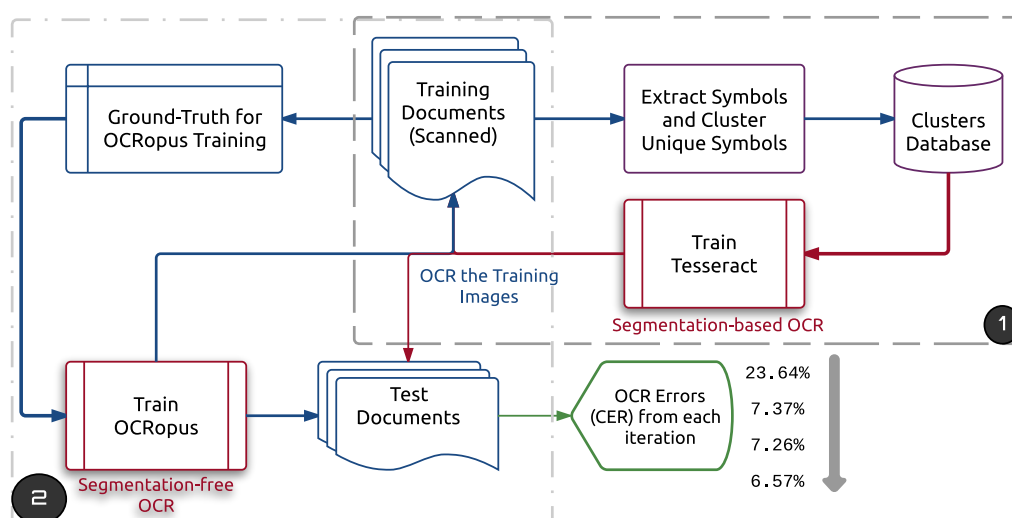 Ground-Truth for
OCRopus Training
Training
Documents
(Scanned)
Extract Symbols
and Cluster
Unique Symbols
Clusters
Database
Train
Tesseract
OCR the Training
Images
Segmentation-based OCR
1
Train
OCRopus
Segmentation-free
OCR
2
Test
Documents
OCR Errors
(CER) from each
iteration
23.64%
7.37%
7.26%
6.57%